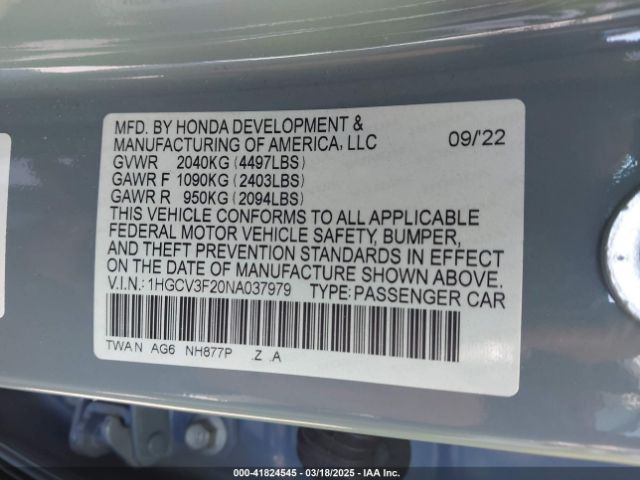 MFD. BY HONDA DEVELOPMENT &
MANUFACTURING OF AMERICA, LLC 09/22
GVWR 2040KG (4497LBS)
GAWR F 1090KG (2403LBS)
GAWR R 950KG (2094LBS)
THIS VEHICLE CONFORMS TO ALL APPLICABLE
FEDERAL MOTOR VEHICLE SAFETY, BUMPER,
AND THEFT PREVENTION STANDARDS IN EFFECT
ON THE DATE OF MANUFACTURE SHOWN ABOVE.
V.I.N.: 1HGCV3F20NA037979 TYPE: PASSENGER CAR
TWA N AG6 NH877P .Z .A
000-41824545 - 03/18/2025 - IAA Inc.